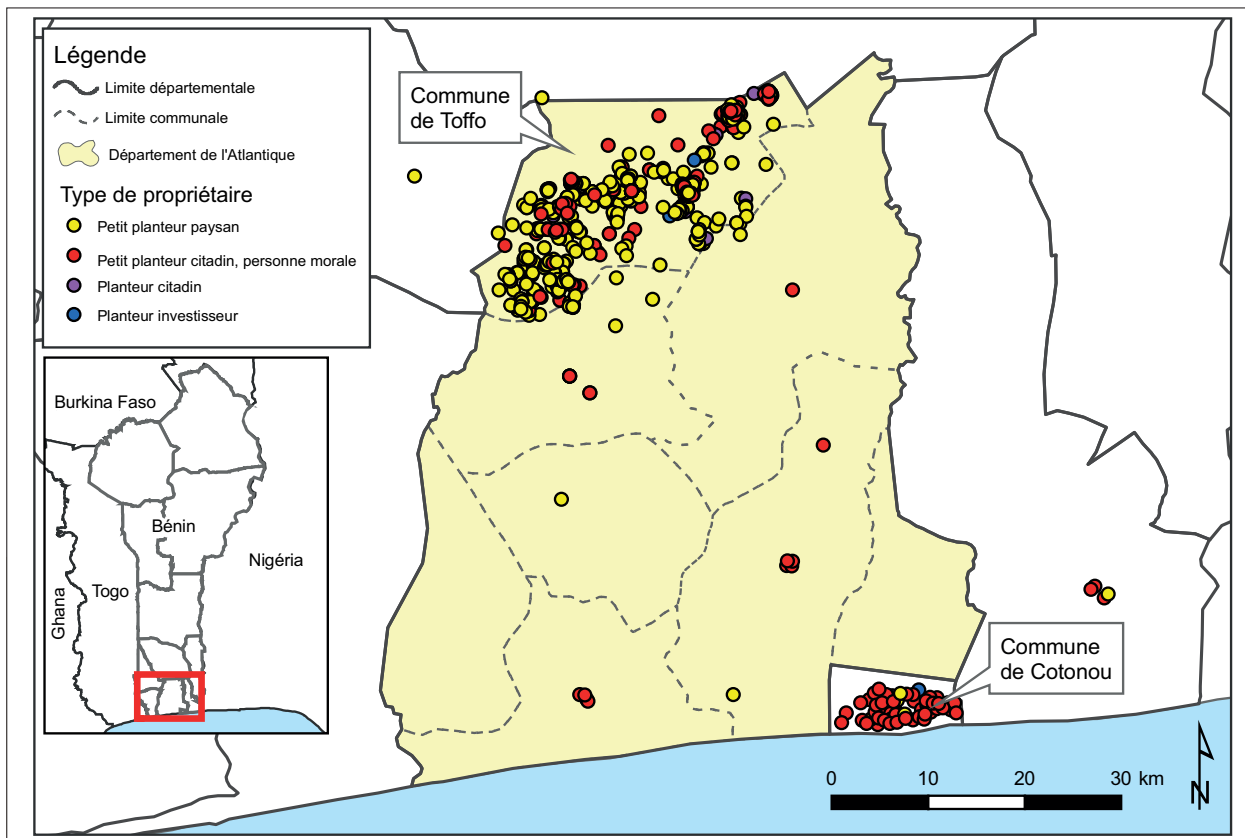 Légende
Limite départementale
Limite communale
Département de l'Atlantique
Type de propriétaire
Petit planteur paysan
Petit planteur citadin, personne morale
Planteur citadin
Planteur investisseur
Commune
de Toffo
Burkina Faso
Bénin
Nigéria
Togo
Ghana
Commune
de Cotonou
0 10 20 30 km
N